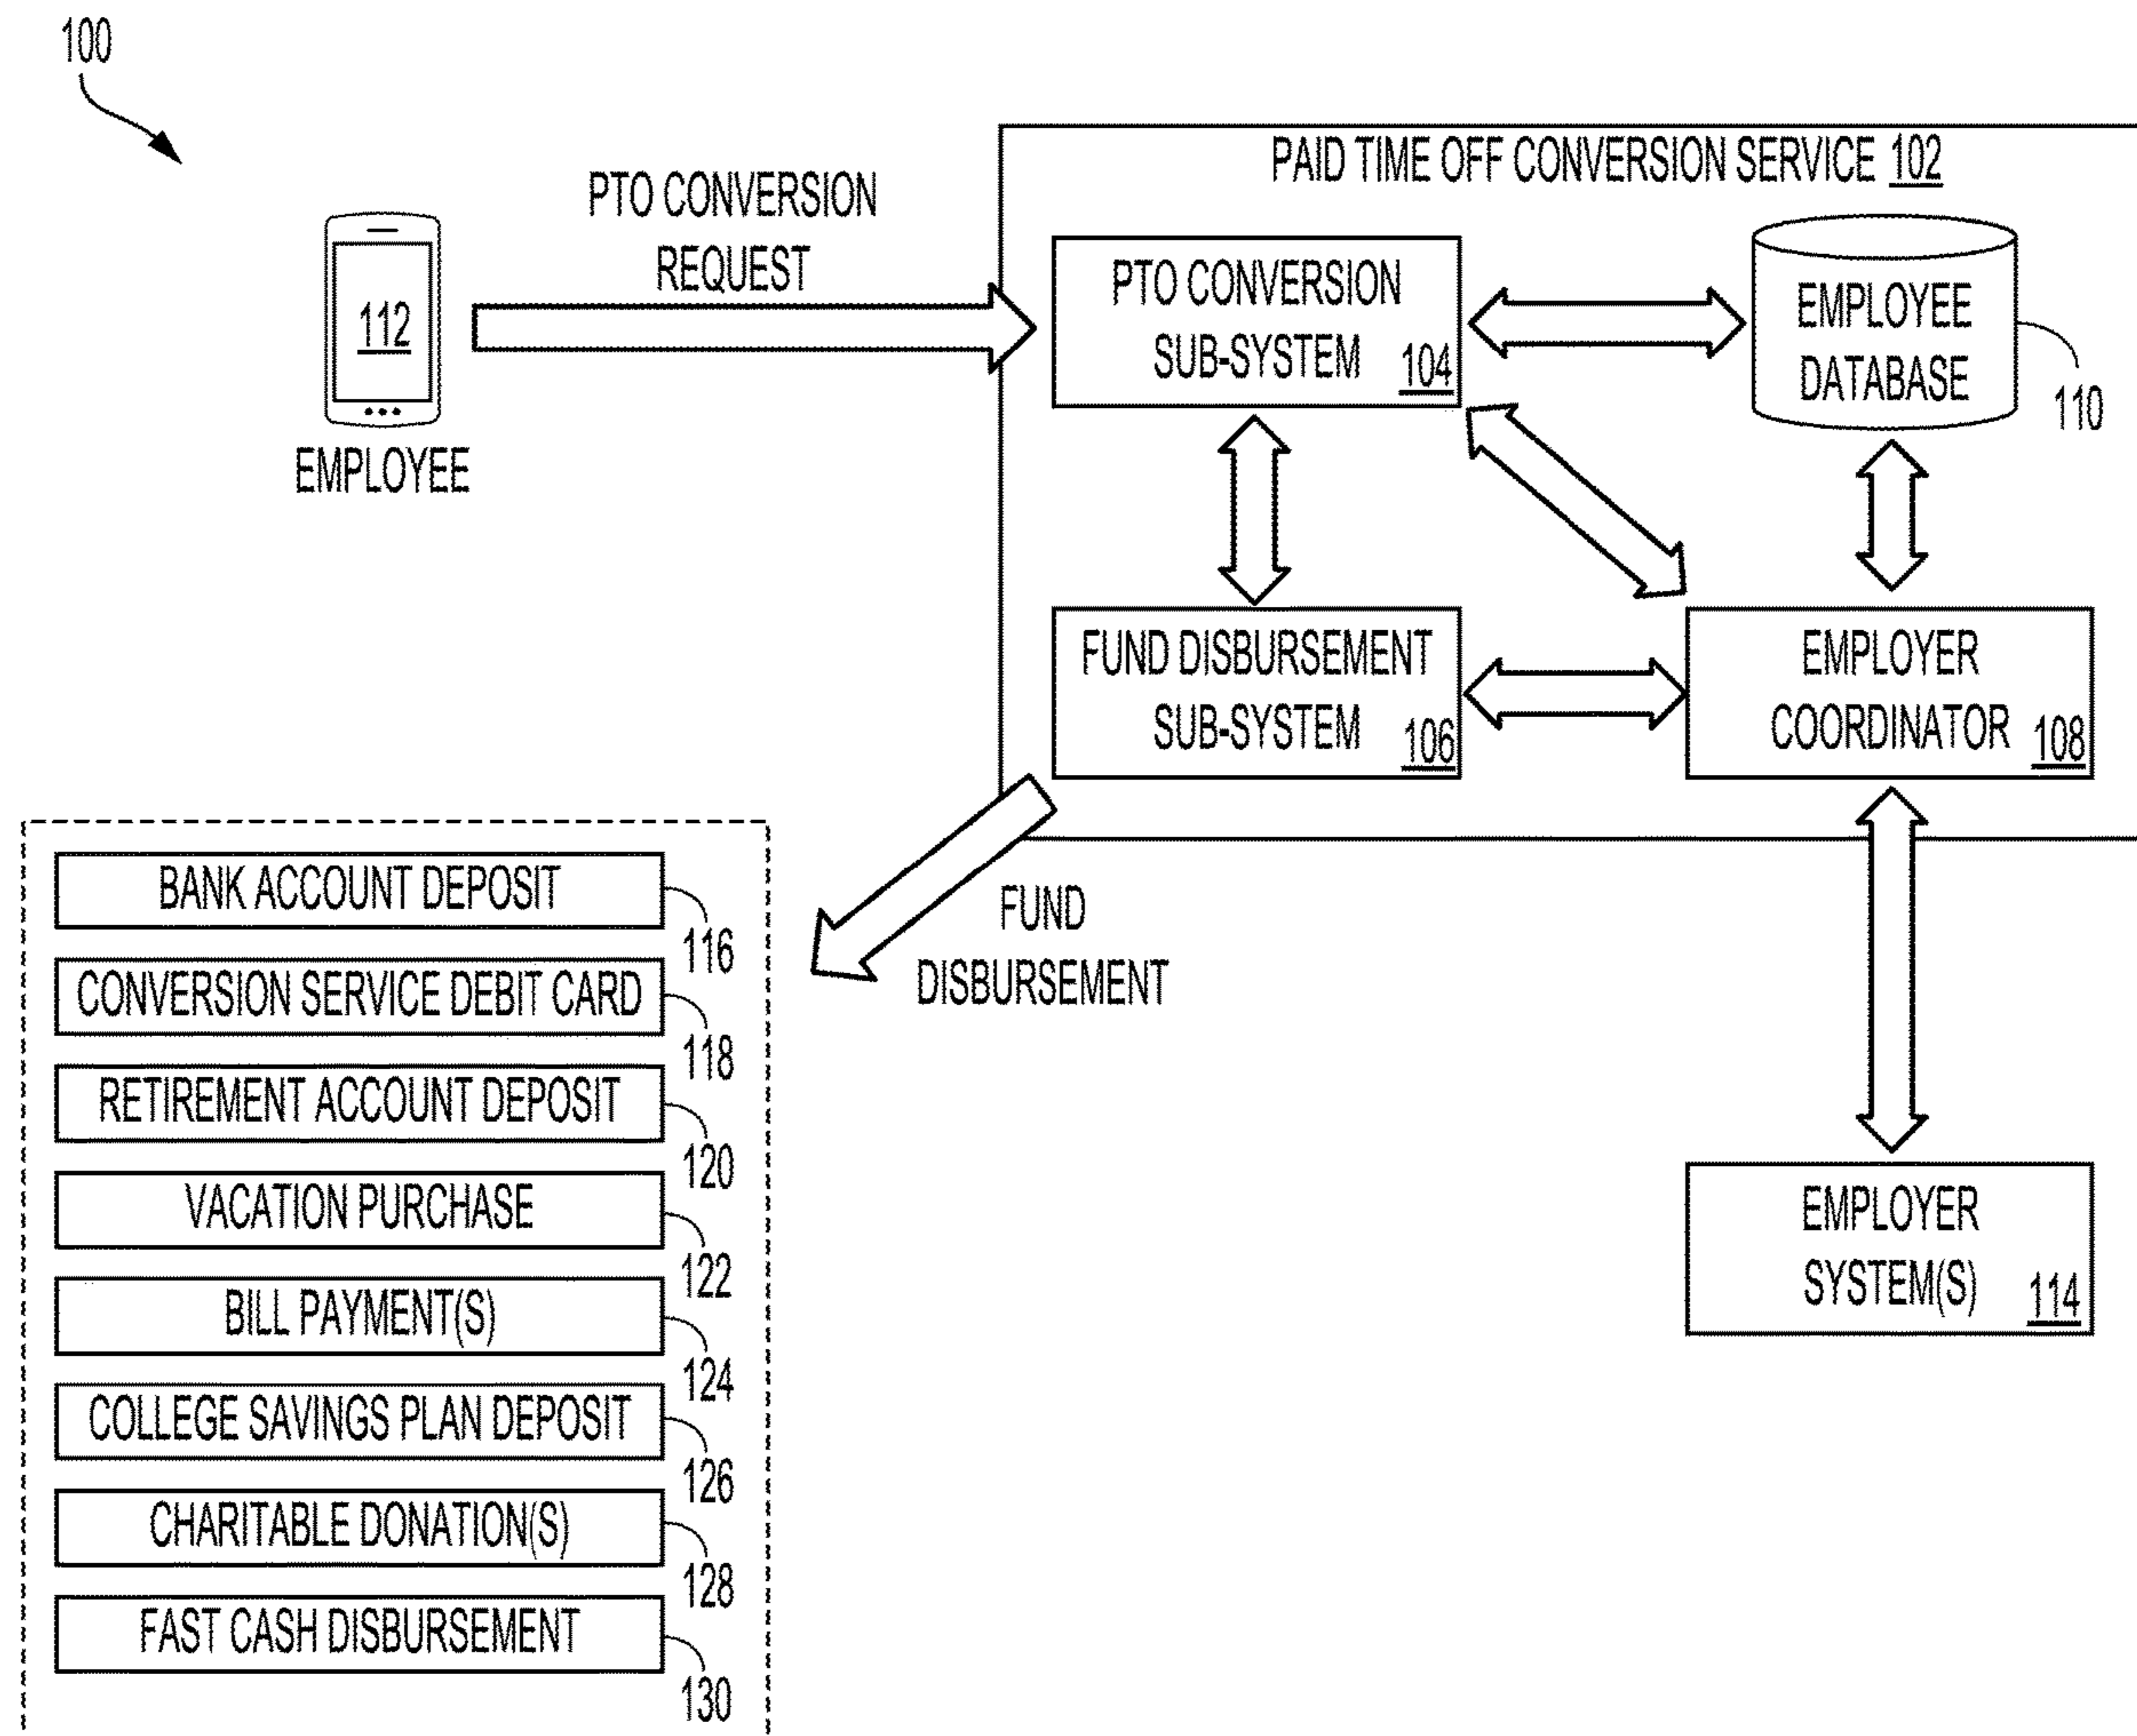 100
PAID TIME OFF CONVERSION SERVICE 102
PTO CONVERSION
REQUEST
112
EMPLOYEE
PTO CONVERSION
SUB-SYSTEM 104
EMPLOYEE
DATABASE
110
FUND DISBURSEMENT
SUB-SYSTEM 106
EMPLOYER
COORDINATOR 108
FUND
DISBURSEMENT
EMPLOYER
SYSTEM(S) 114
BANK ACCOUNT DEPOSIT
116
CONVERSION SERVICE DEBIT CARD
118
RETIREMENT ACCOUNT DEPOSIT
120
VACATION PURCHASE
122
BILL PAYMENT(S)
124
COLLEGE SAVINGS PLAN DEPOSIT
126
CHARITABLE DONATION(S)
128
FAST CASH DISBURSEMENT
130